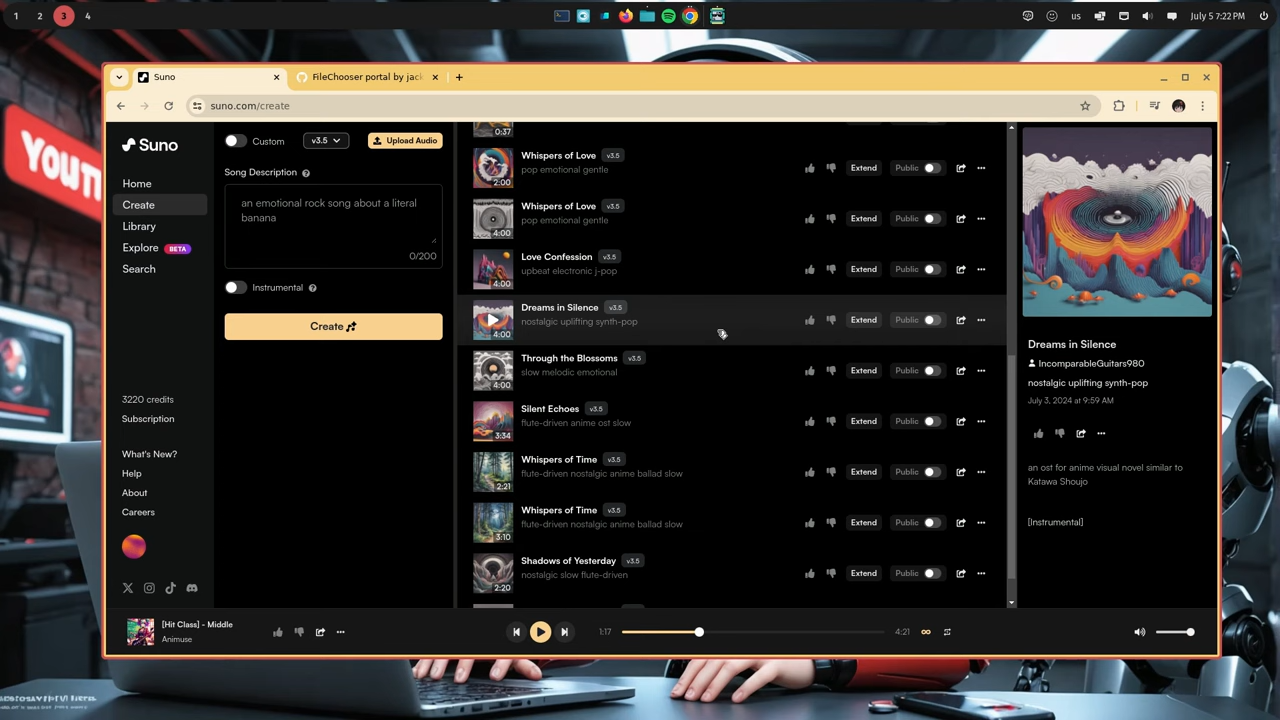 1
2
3
4
us
July 5 7:22 PM
Suno
FileChooser portal by jack
suno.com/create
YOUT
Suno
Home
Create
Library
Explore BETA
Search
3220 credits
Subscription
What's New?
Help
About
Careers
Custom
v3.5
Upload Audio
Song Description
an emotional rock song about a literal
banana
0/200
Instrumental
Create
0:37
Whispers of Love v3.5
pop emotional gentle
2:00
Extend
Public
Whispers of Love v3.5
pop emotional gentle
4:00
Extend
Public
Love Confession v3.5
upbeat electronic j-pop
4:00
Extend
Public
Dreams in Silence v3.5
nostalgic uplifting synth-pop
4:00
Extend
Public
Through the Blossoms v3.5
slow melodic emotional
4:00
Extend
Public
Silent Echoes v3.5
flute-driven anime ost slow
3:34
Extend
Public
Whispers of Time v3.5
flute-driven nostalgic anime ballad slow
2:21
Extend
Public
Whispers of Time v3.5
flute-driven nostalgic anime ballad slow
3:10
Extend
Public
Shadows of Yesterday v3.5
nostalgic slow flute-driven
2:20
Extend
Public
Dreams in Silence
IncomparableGuitars980
nostalgic uplifting synth-pop
July 3, 2024 at 9:59 AM
an ost for anime visual novel similar to
Katawa Shoujo
[Instrumental]
[Hit Class] - Middle
Animuse
1:17
4:21